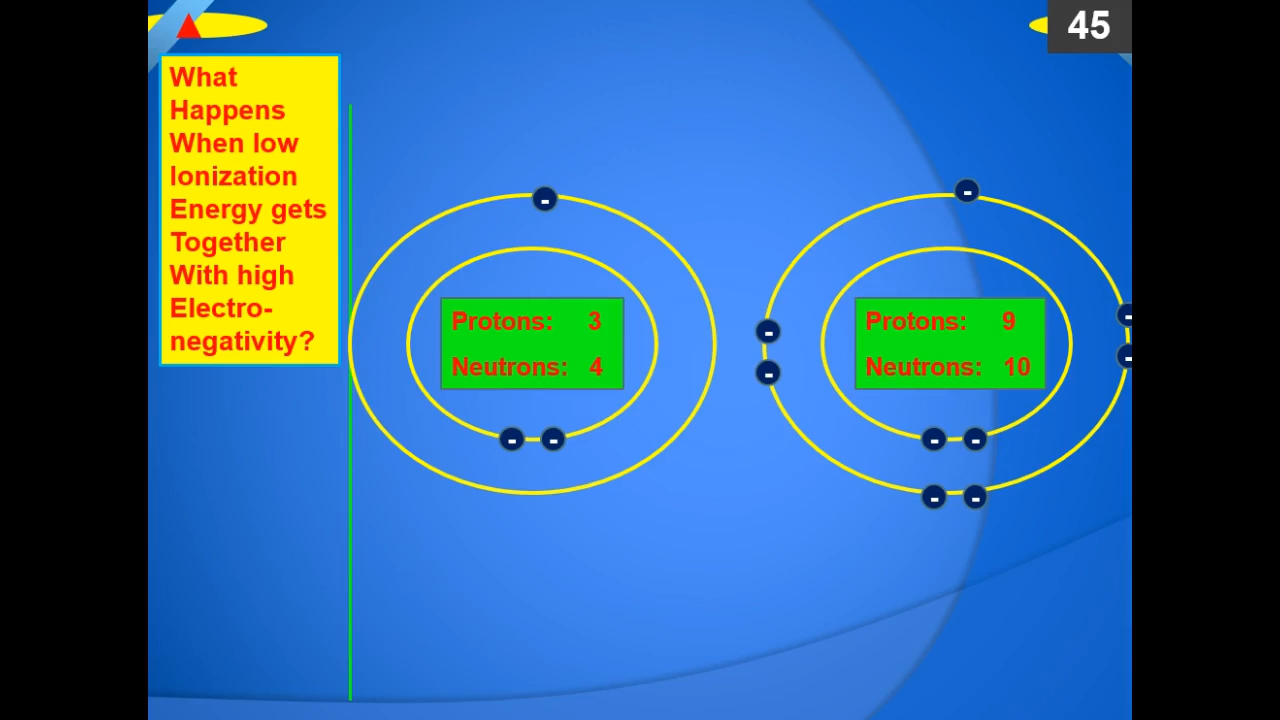 45
What
Happens
When low
Ionization
Energy gets
Together
With high
Electro-
negativity?
-
-
Protons: 3
Neutrons: 4
- -
Protons: 9
Neutrons: 10
-
-
-
-
- -
- -